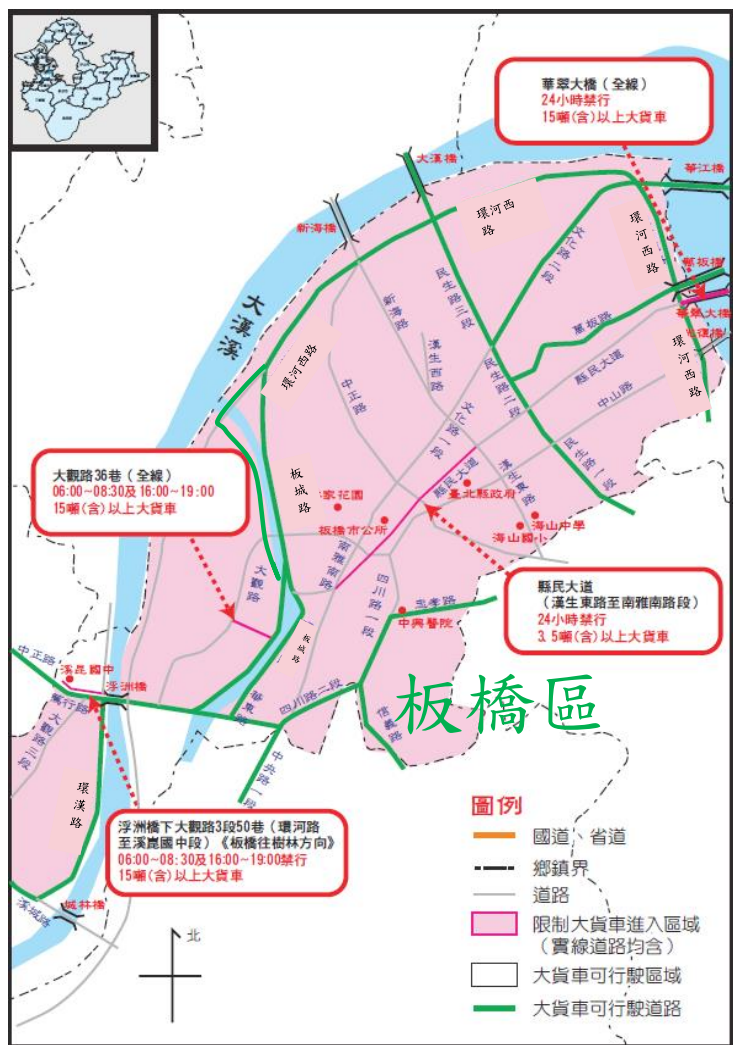 華翠大橋（全線）
24小時禁行
15噸(含)以上大貨車
大漢橋
華江橋
新海橋
環河西
路
文化路二段
環河西路
萬板橋
華翠大橋
光復橋
大漢溪
新海路
民生路三段
漢生西路
萬板路
環河西路
環河西路
中正路
民生路二段
縣民大道
中山路
文化路一段
民生路一段
大觀路36巷（全線）
06:00~08:30及16:00~19:00
15噸(含)以上大貨車
板城路
林家花園
縣民大道
臺北縣政府
漢生東路
海山中學
海山國小
板橋市公所
南雅南路
大觀路
四川路一段
縣民大道
（漢生東路至南雅南路段）
24小時禁行
3.5噸(含)以上大貨車
至孝路
中興醫院
板城路
中正路
溪崑國中
浮洲橋
篤行路
大觀路三段
華東路
四川路二段
信義路
板橋區
中央路一段
環漢路
浮洲橋下大觀路3段50巷（環河路
至溪崑國中段）《板橋往樹林方向》
06:00~08:30及16:00~19:00禁行
15噸(含)以上大貨車
溪城路
城林橋
北
圖例
國道、省道
鄉鎮界
道路
限制大貨車進入區域
（實線道路均含）
大貨車可行駛區域
大貨車可行駛道路